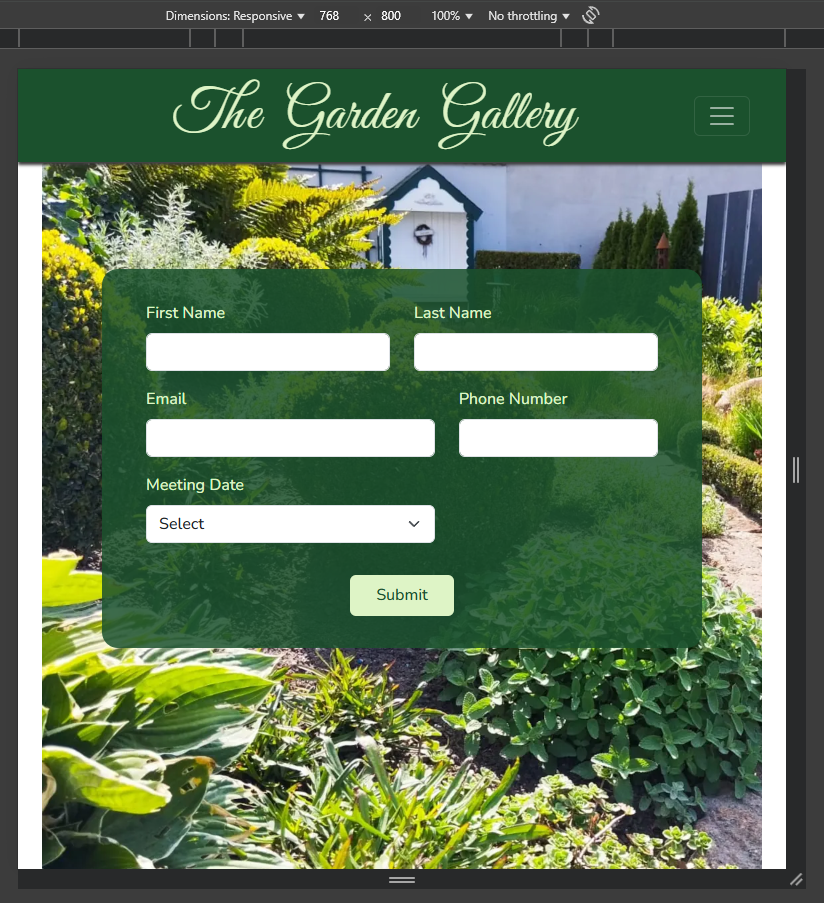 Dimensions: Responsive 768 × 800 100% No throttling
The Garden Gallery
First Name Last Name
Email Phone Number
Meeting Date
Select
Submit